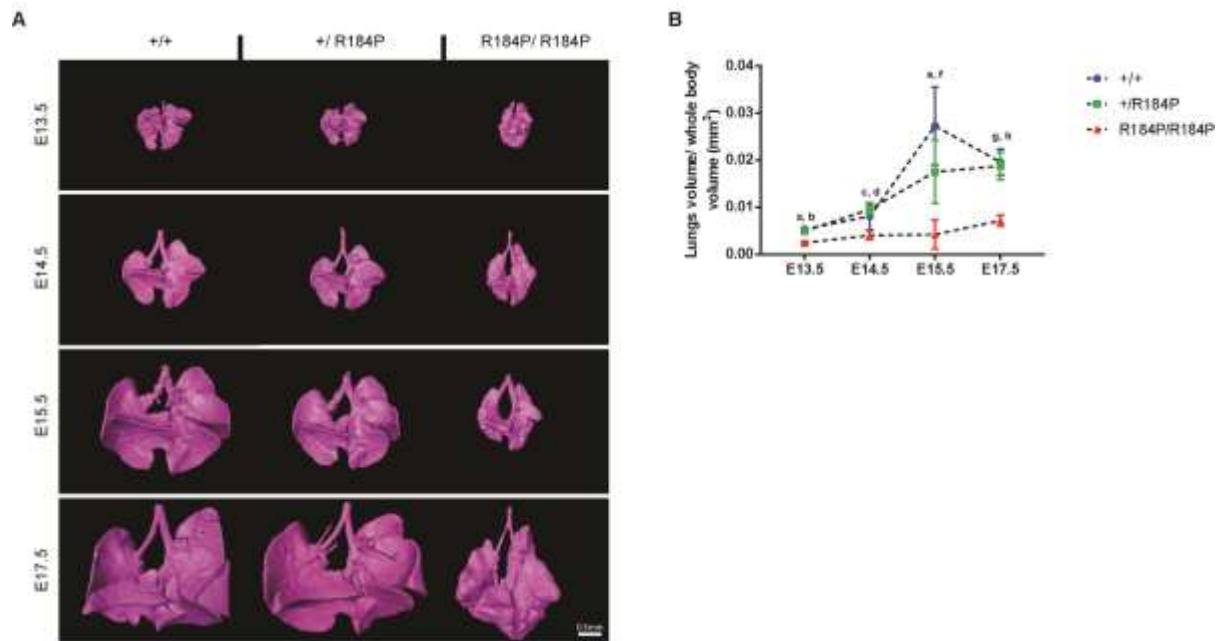 A
+/+
+/ R184P
R184P/ R184P
E13.5
E14.5
E15.5
E17.5
0.5mm
B
Lungs volume/ whole body
volume (mm³)
0.04
0.03
0.02
0.01
0.00
a, b
c, d
e, f
g, h
E13.5
E14.5
E15.5
E17.5
+/+
+/R184P
R184P/R184P